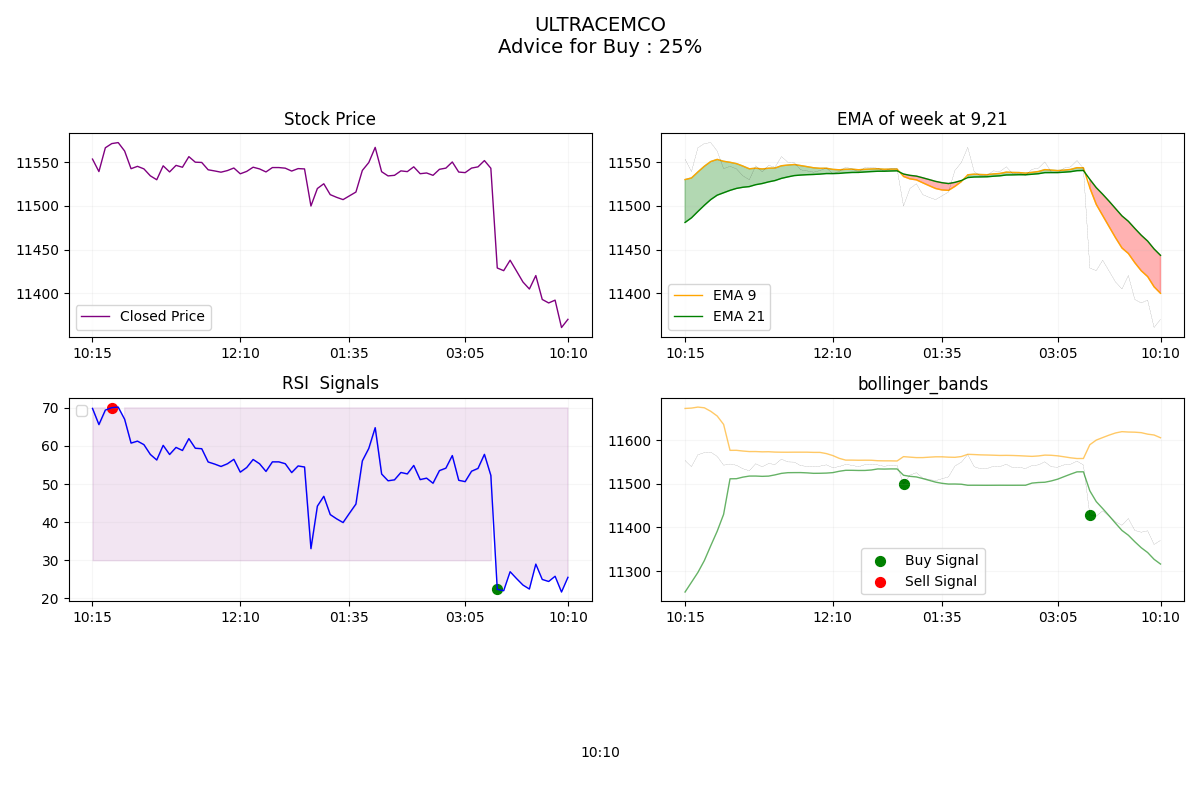 ULTRACEMCO
Advice for Buy : 25%
Stock Price
11550
11500
11450
11400
Closed Price
10:15 12:10 01:35 03:05 10:10
EMA of week at 9,21
11550
11500
11450
11400
EMA 9
EMA 21
10:15 12:10 01:35 03:05 10:10
RSI  Signals
70
60
50
40
30
20
10:15 12:10 01:35 03:05 10:10
bollinger_bands
11600
11500
11400
11300
Buy Signal
Sell Signal
10:15 12:10 01:35 03:05 10:10
10:10